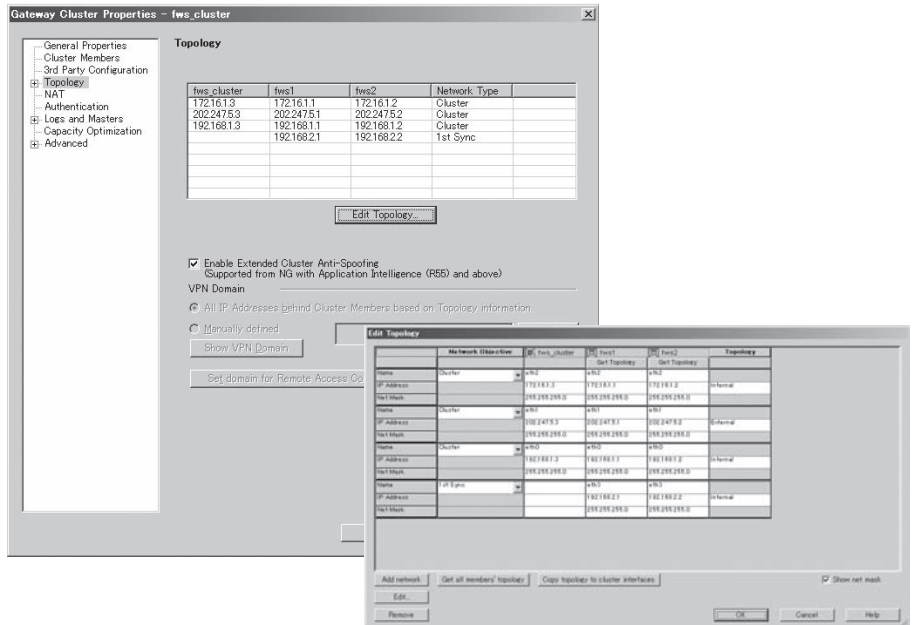 Gateway Cluster Properties - fws_cluster
General Properties
Cluster Members
3rd Party Configuration
Topology
NAT
Authentication
Logs and Masters
Capacity Optimization
Advanced
Topology
fws_cluster fws1 fws2 Network Type
172.16.1.3 172.16.1.1 172.16.1.2 Cluster
202.247.5.3 202.247.5.1 202.247.5.2 Cluster
192.168.1.3 192.168.1.1 192.168.1.2 Cluster
192.168.2.1 192.168.2.2 1st Sync
Edit Topology...
Enable Extended Cluster Anti-Spoofing
(Supported from NG with Application Intelligence (R55) and above)
VPN Domain
All IP Addresses behind Cluster Members based on Topology information.
Manually defined
Show VPN Domain
Set domain for Remote Access Co
Edit Topology
Network Objective fws_cluster fws1 fws2 Topology
Get Topology Get Topology
Name Cluster eth2 eth2 eth2
IP Address 172.16.1.3 172.16.1.1 172.16.1.2 Internal
Net Mask 255.255.255.0 255.255.255.0 255.255.255.0
Name Cluster eth1 eth1 eth1
IP Address 202.247.5.3 202.247.5.1 202.247.5.2 External
Net Mask 255.255.255.0 255.255.255.0 255.255.255.0
Name Cluster eth0 eth0 eth0
IP Address 192.168.1.3 192.168.1.1 192.168.1.2 Internal
Net Mask 255.255.255.0 255.255.255.0 255.255.255.0
Name 1st Sync eth3 eth3
IP Address 192.168.2.1 192.168.2.2 Internal
Net Mask 255.255.255.0 255.255.255.0
Add network Get all members' topology Copy topology to cluster interfaces Show net mask
Edit...
Remove OK Cancel Help